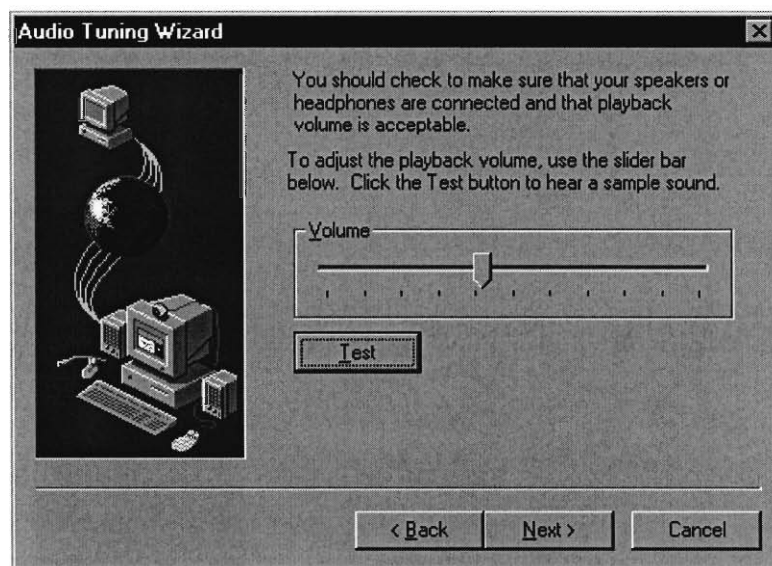 Audio Tuning Wizard
You should check to make sure that your speakers or
headphones are connected and that playback
volume is acceptable.
To adjust the playback volume, use the slider bar
below. Click the Test button to hear a sample sound.
Volume
Test
< Back
Next >
Cancel